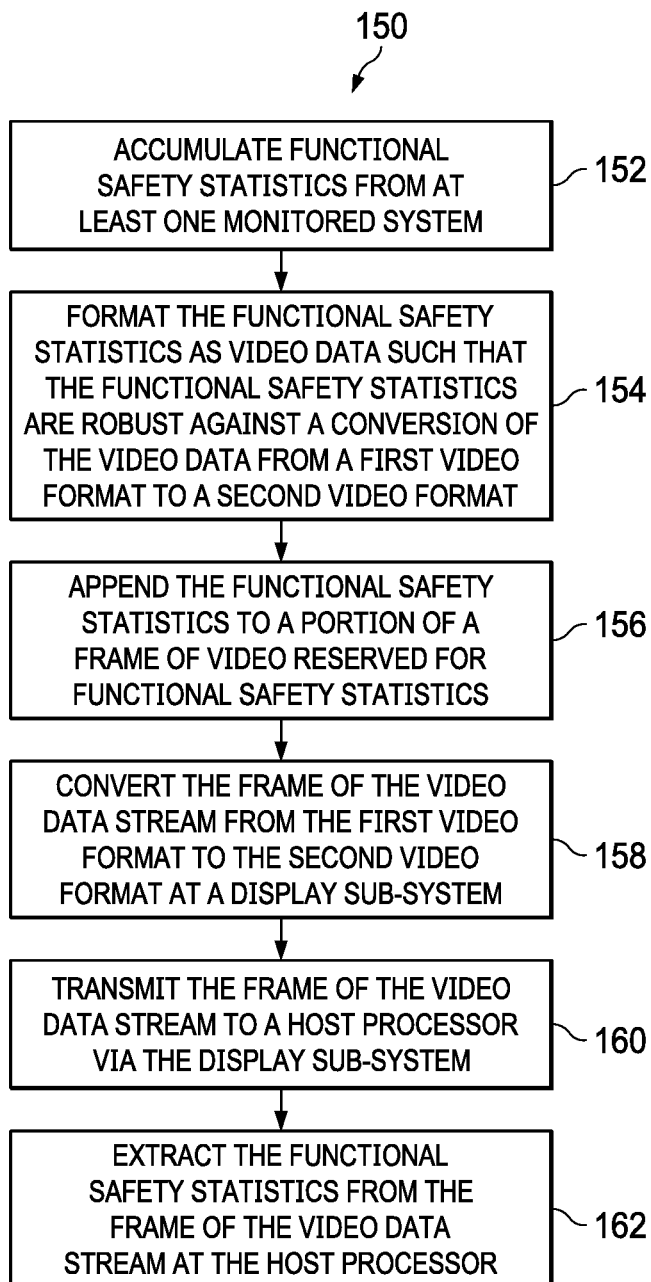 150
ACCUMULATE FUNCTIONAL
SAFETY STATISTICS FROM AT
LEAST ONE MONITORED SYSTEM
152
FORMAT THE FUNCTIONAL SAFETY
STATISTICS AS VIDEO DATA SUCH THAT
THE FUNCTIONAL SAFETY STATISTICS
ARE ROBUST AGAINST A CONVERSION OF
THE VIDEO DATA FROM A FIRST VIDEO
FORMAT TO A SECOND VIDEO FORMAT
154
APPEND THE FUNCTIONAL SAFETY
STATISTICS TO A PORTION OF A
FRAME OF VIDEO RESERVED FOR
FUNCTIONAL SAFETY STATISTICS
156
CONVERT THE FRAME OF THE VIDEO
DATA STREAM FROM THE FIRST VIDEO
FORMAT TO THE SECOND VIDEO
FORMAT AT A DISPLAY SUB-SYSTEM
158
TRANSMIT THE FRAME OF THE VIDEO
DATA STREAM TO A HOST PROCESSOR
VIA THE DISPLAY SUB-SYSTEM
160
EXTRACT THE FUNCTIONAL
SAFETY STATISTICS FROM THE
FRAME OF THE VIDEO DATA
STREAM AT THE HOST PROCESSOR
162